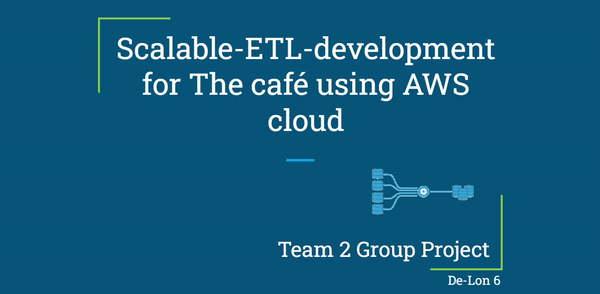 Scalable-ETL-development
for The café using AWS
cloud
Team 2 Group Project
De-Lon 6